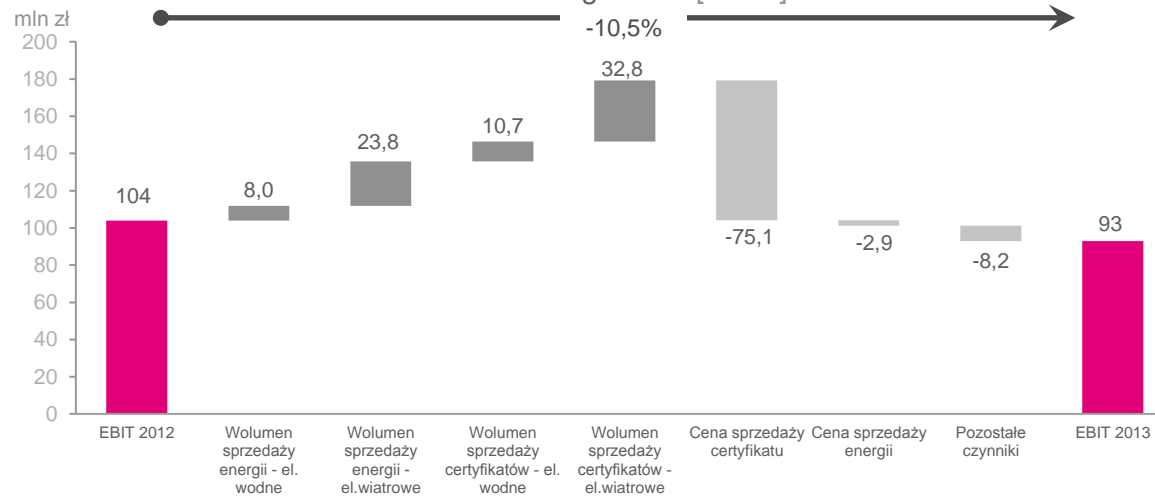 mln zł
-10,5%
200
180
160
140
120
100
80
60
40
20
0
104
8,0
23,8
10,7
32,8
-75,1
-2,9
-8,2
93
EBIT 2012
Wolumen
sprzedaży
energii - el.
wodne
Wolumen
sprzedaży
energii -
el.wiatrowe
Wolumen
sprzedaży
certyfikatów - el.
wodne
Wolumen
sprzedaży
certyfikatów -
el.wiatrowe
Cena sprzedaży
certyfikatu
Cena sprzedaży
energii
Pozostałe
czynniki
EBIT 2013